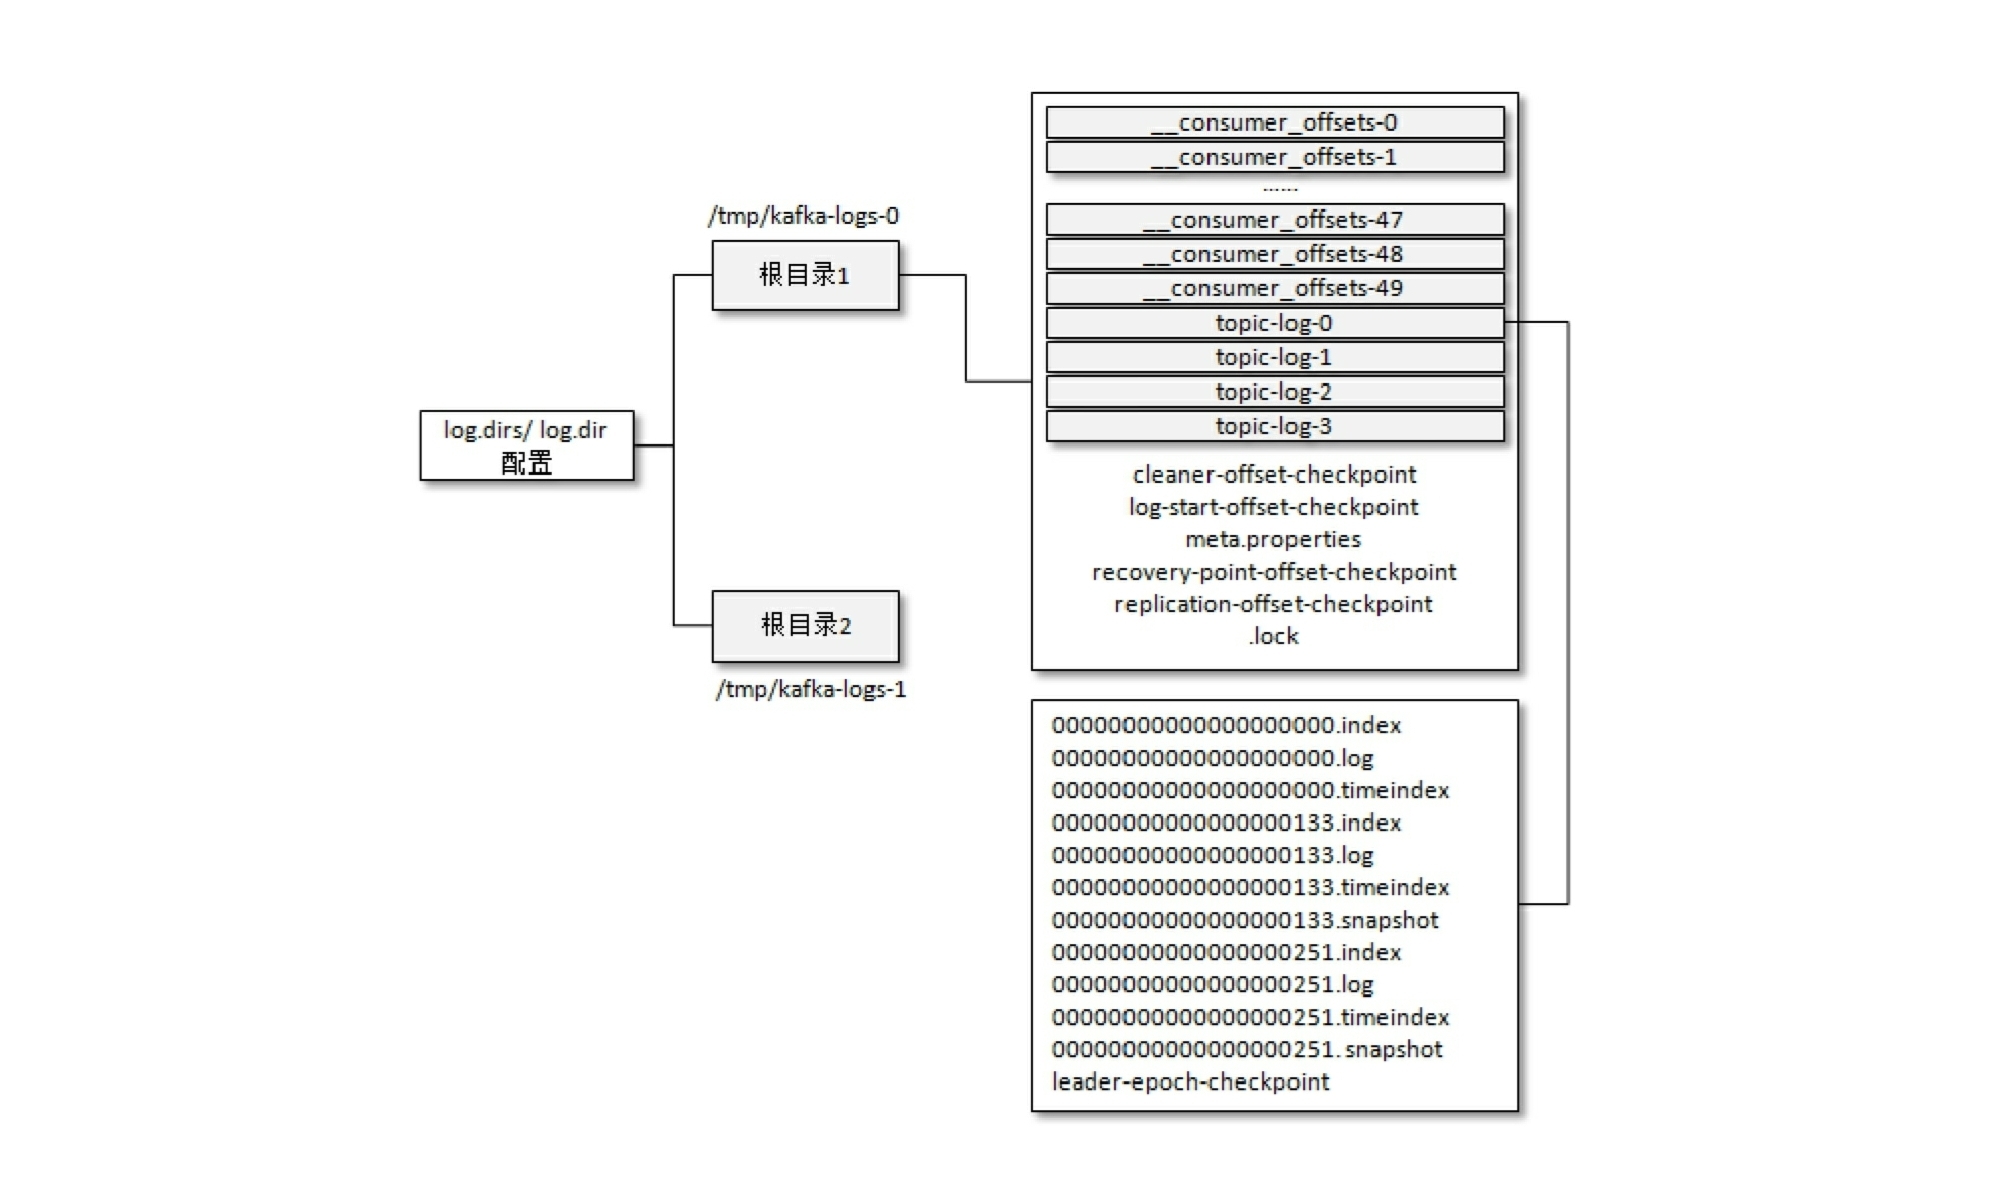 log.dirs/ log.dir
配置
/tmp/kafka-logs-0
根目录1
根目录2
/tmp/kafka-logs-1
__consumer_offsets-0
__consumer_offsets-1
......
__consumer_offsets-47
__consumer_offsets-48
__consumer_offsets-49
topic-log-0
topic-log-1
topic-log-2
topic-log-3
cleaner-offset-checkpoint
log-start-offset-checkpoint
meta.properties
recovery-point-offset-checkpoint
replication-offset-checkpoint
.lock
00000000000000000000.index
00000000000000000000.log
00000000000000000000.timeindex
00000000000000000133.index
00000000000000000133.log
00000000000000000133.timeindex
00000000000000000133.snapshot
00000000000000000251.index
00000000000000000251.log
00000000000000000251.timeindex
00000000000000000251. snapshot
leader-epoch-checkpoint